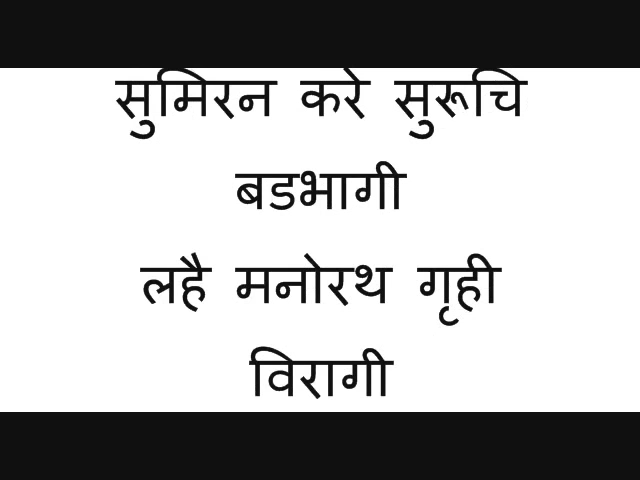 सुमिरन करे सुरूचि
बडभागी
लहै मनोरथ गृही
विरागी